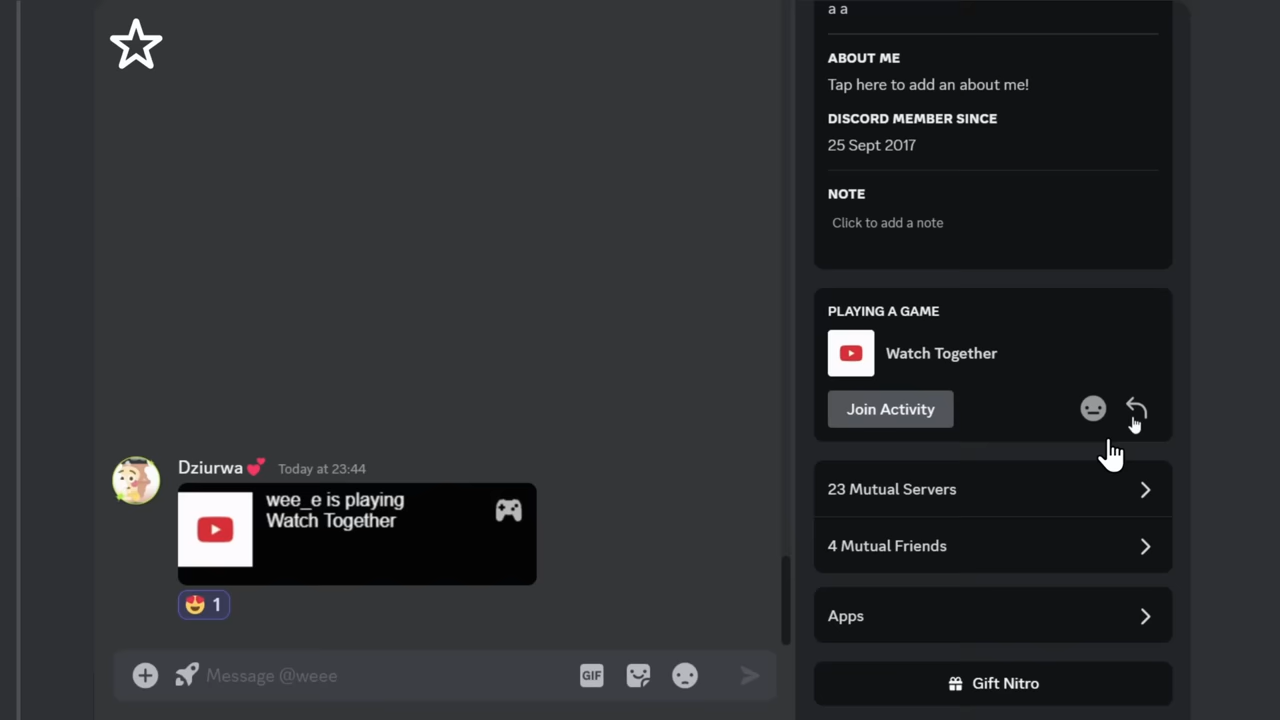 Dziurwa💕 Today at 23:44
wee_e is playing
Watch Together
😍 1
Message @weee
GIF
a a
ABOUT ME
Tap here to add an about me!
DISCORD MEMBER SINCE
25 Sept 2017
NOTE
Click to add a note
PLAYING A GAME
Watch Together
Join Activity
23 Mutual Servers
4 Mutual Friends
Apps
Gift Nitro